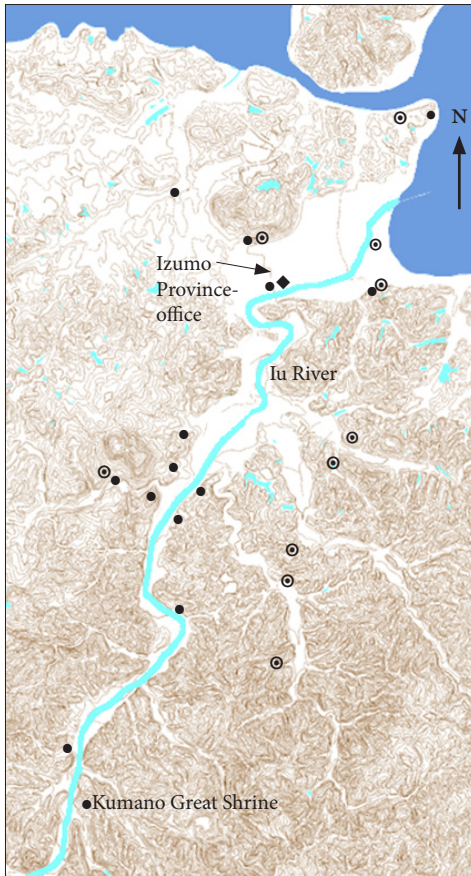 N
Izumo
Province-
office
Iu River
Kumano Great Shrine